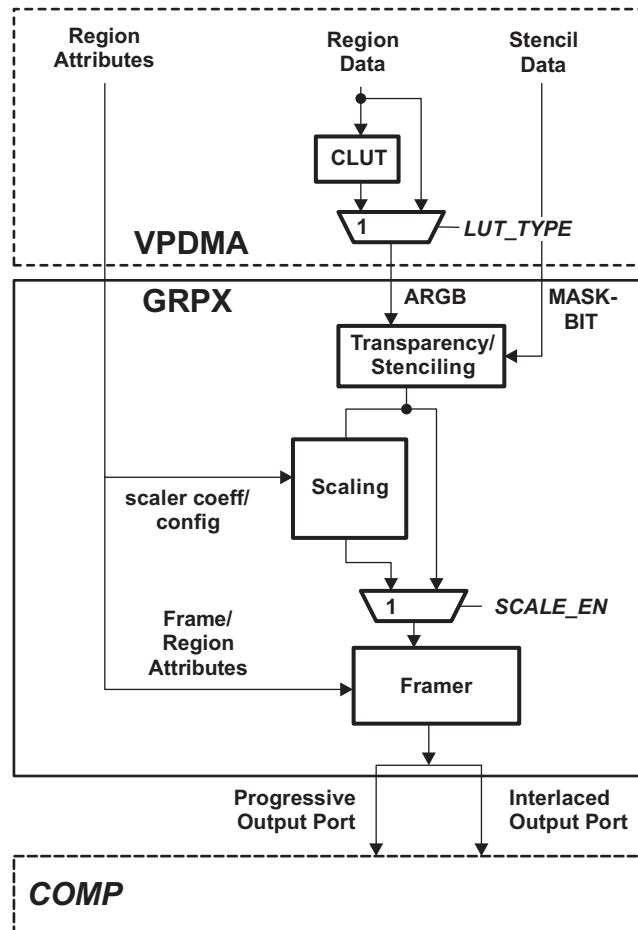 Region
Attributes
Region
Data
Stencil
Data
CLUT
1
LUT_TYPE
VPDMA
GRPX
ARGB
MASK-
BIT
Transparency/
Stenciling
Scaling
scaler coeff/
config
1
SCALE_EN
Frame/
Region
Attributes
Framer
Progressive
Output Port
Interlaced
Output Port
COMP